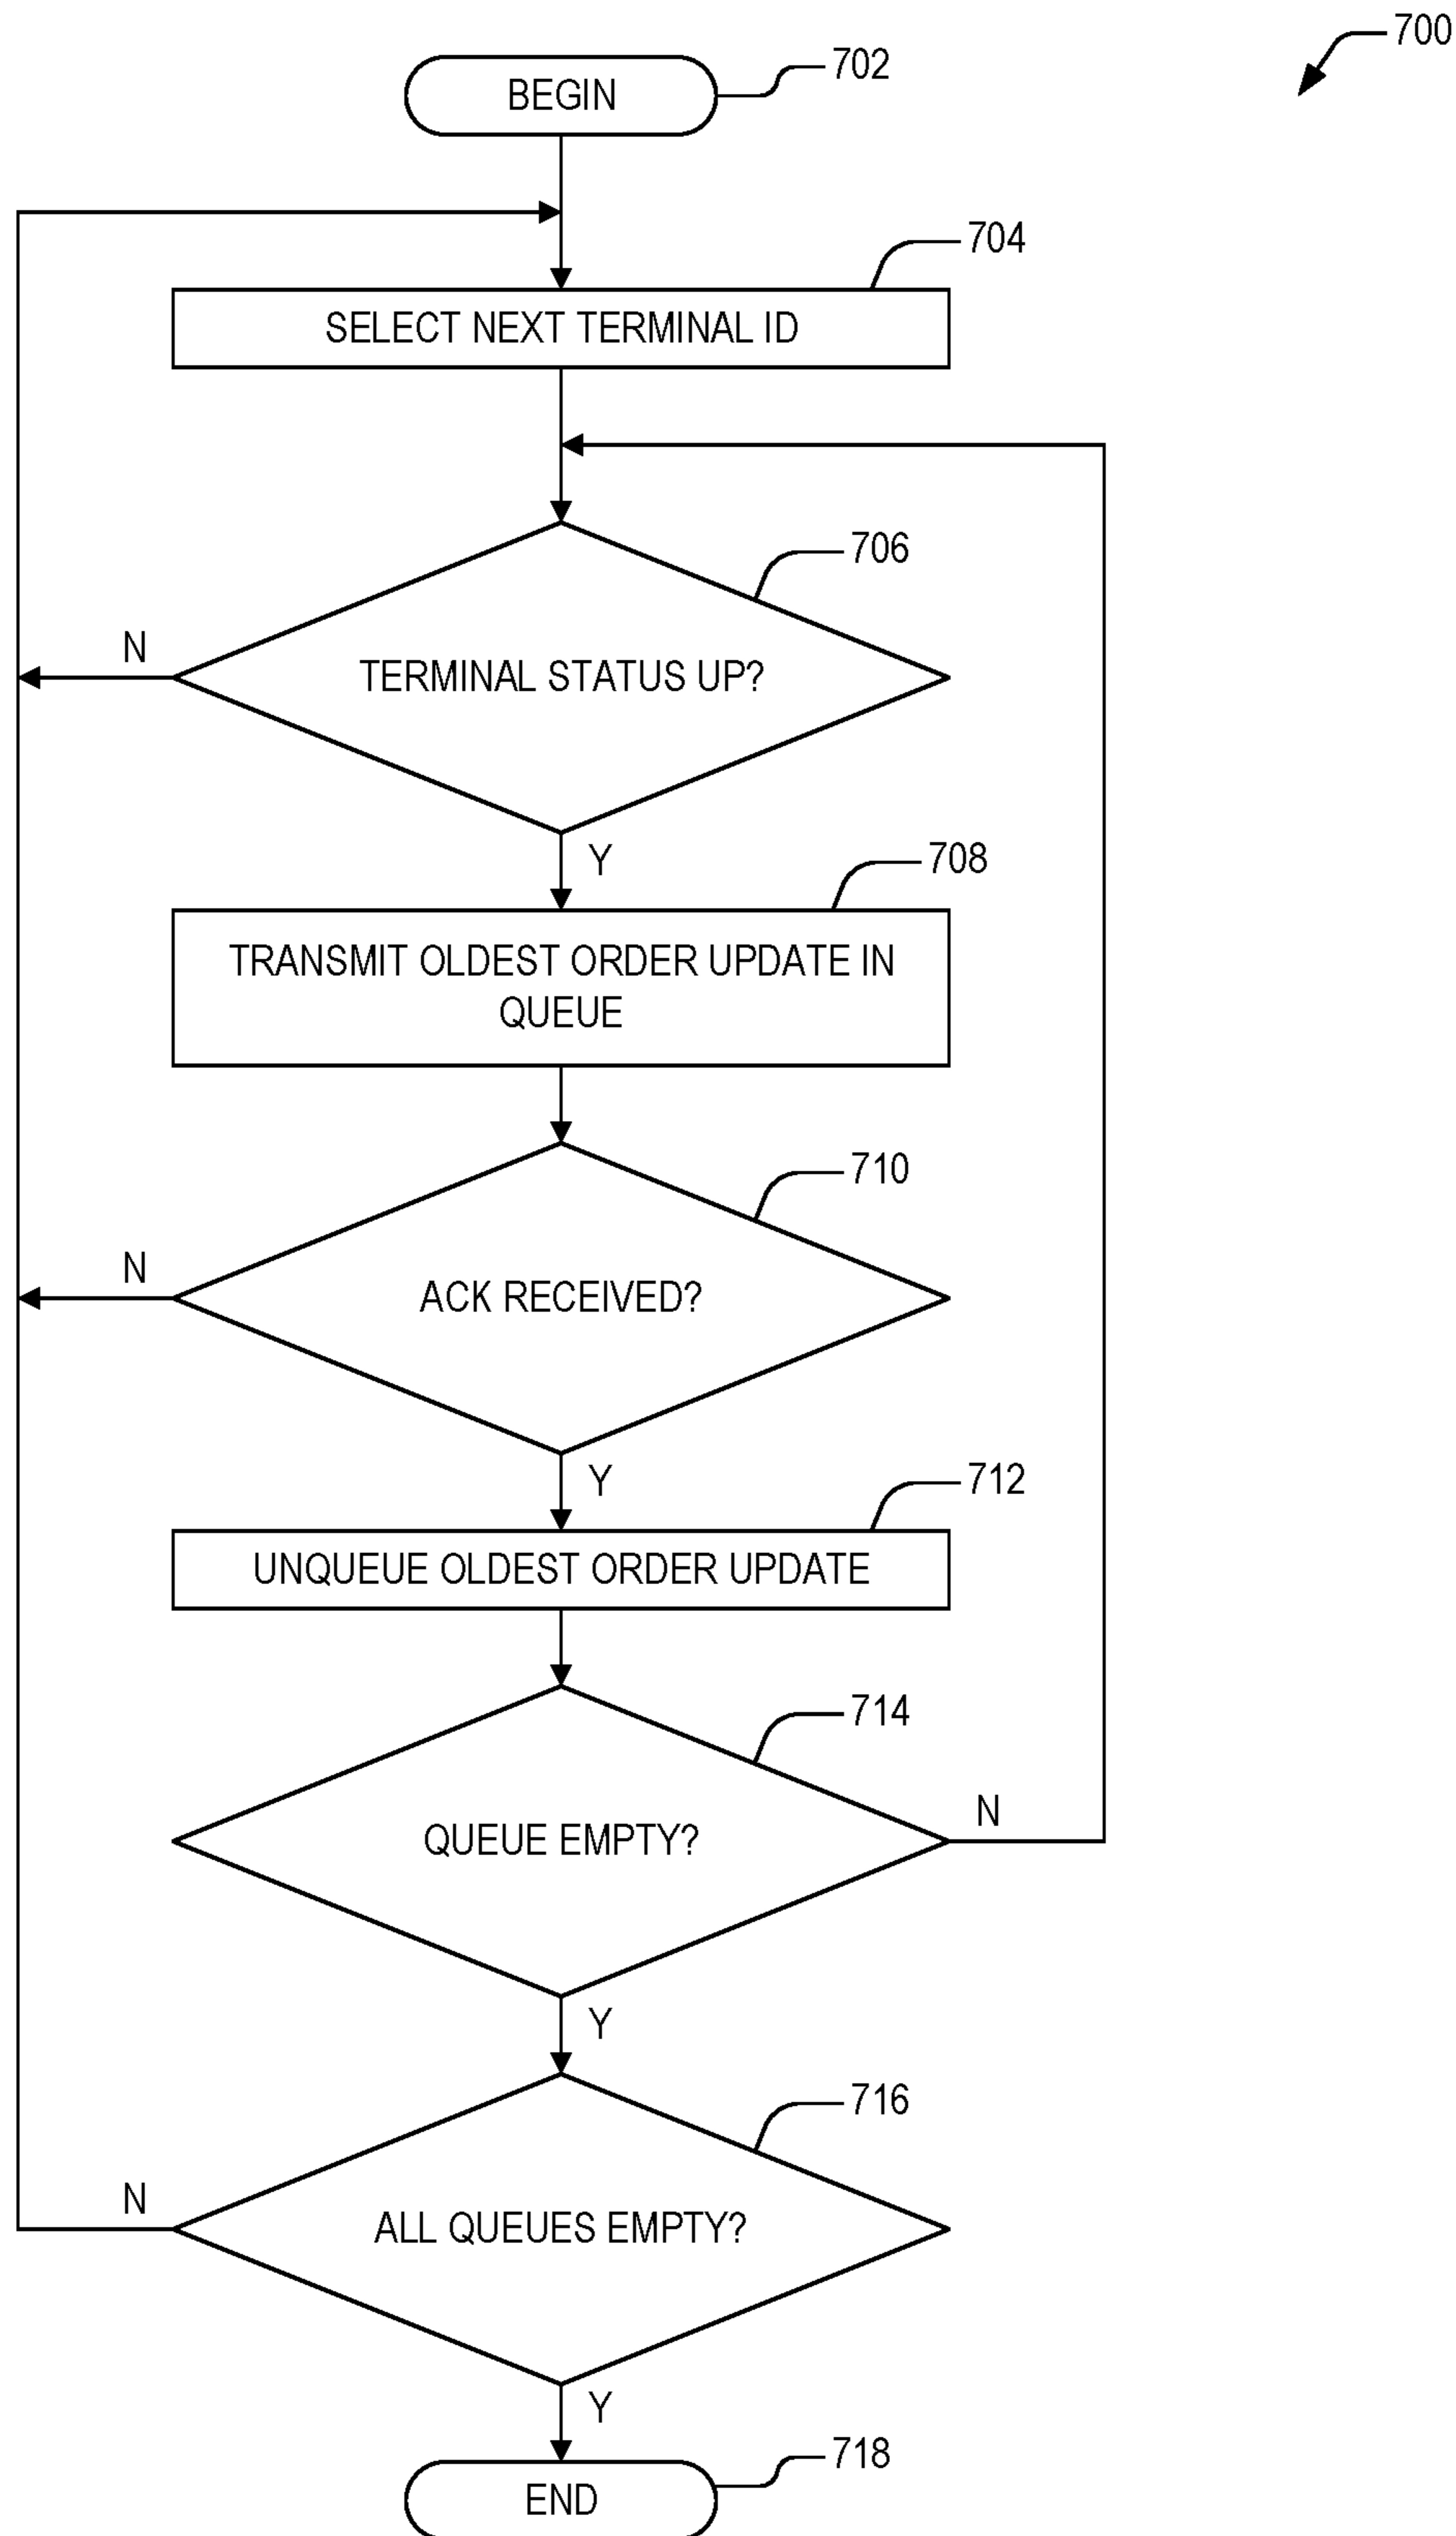 700
BEGIN
702
704
SELECT NEXT TERMINAL ID
706
N
TERMINAL STATUS UP?
Y
708
TRANSMIT OLDEST ORDER UPDATE IN
QUEUE
710
N
ACK RECEIVED?
Y
712
UNQUEUE OLDEST ORDER UPDATE
714
QUEUE EMPTY?
N
Y
716
N
ALL QUEUES EMPTY?
Y
718
END